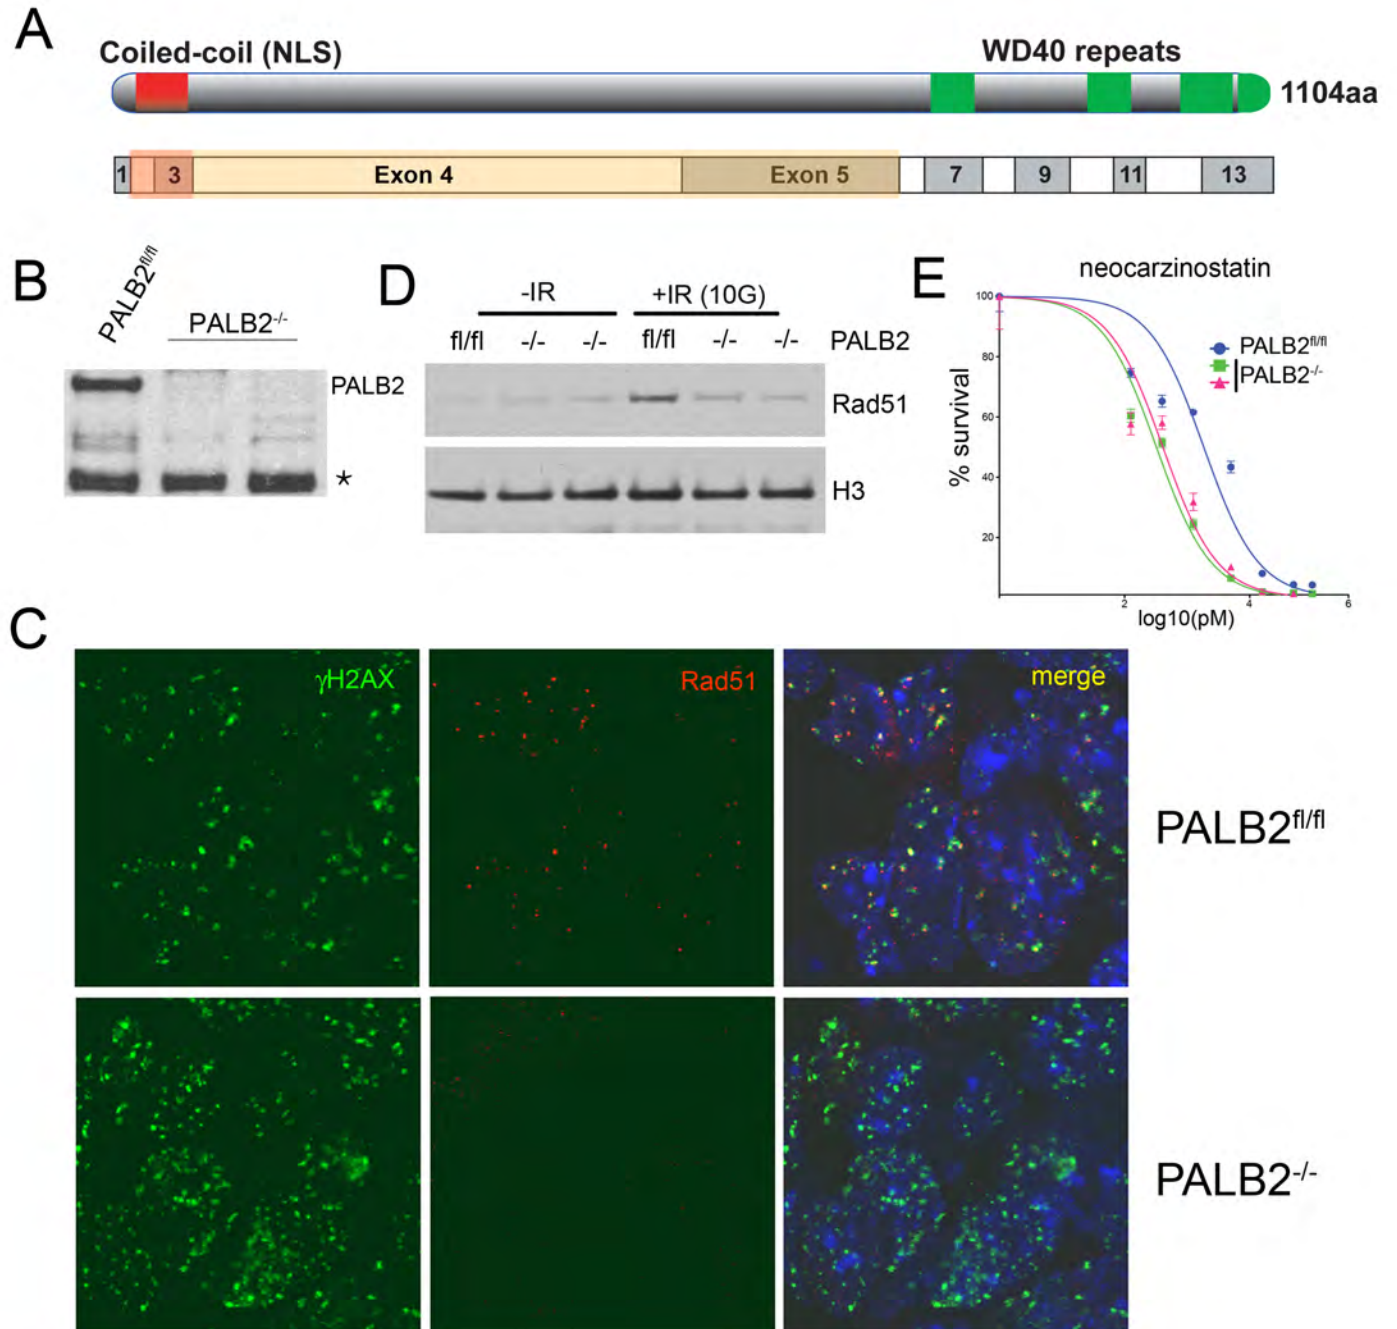 A
Coiled-coil (NLS)
WD40 repeats
1104aa
1 3 Exon 4 Exon 5 7 9 11 13
B
PALB2fl/fl
PALB2-/-
PALB2
*
D
-IR +IR (10G)
fl/fl -/- -/- fl/fl -/- -/- PALB2
Rad51
H3
E
neocarzinostatin
100
80
60
40
20
% survival
PALB2fl/fl
PALB2-/-
2 4 6
log10(pM)
C
γH2AX Rad51 merge
PALB2fl/fl
PALB2-/-